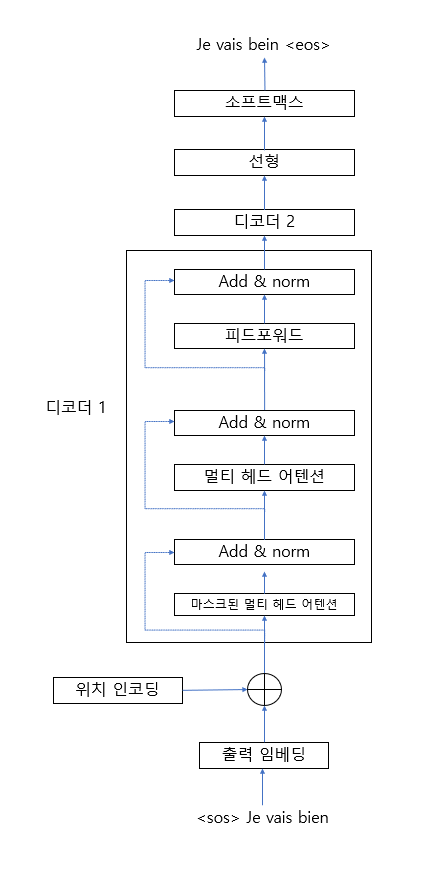 Je vais bein <eos>
소프트맥스
선형
디코더 2
Add & norm
피드포워드
디코더 1
Add & norm
멀티 헤드 어텐션
Add & norm
마스크된 멀티 헤드 어텐션
위치 인코딩
출력 임베딩
<sos> Je vais bien